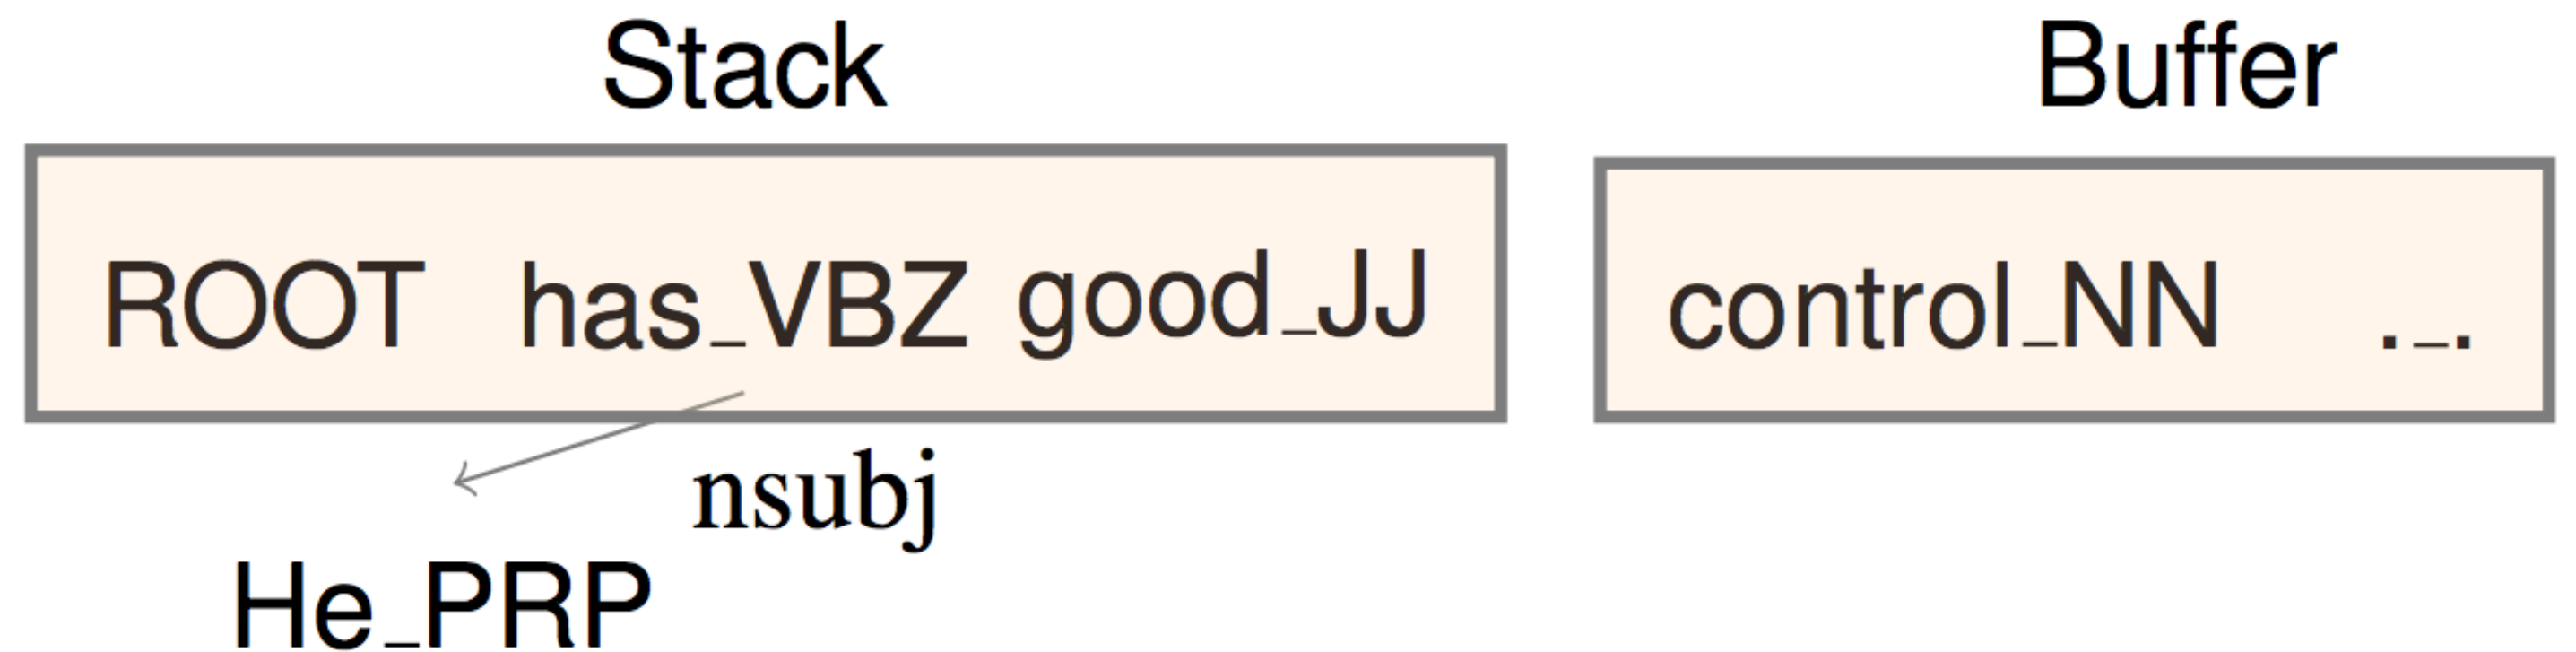 Stack Buffer
ROOT has_VBZ good_JJ control_NN ._.
nsubj
He_PRP